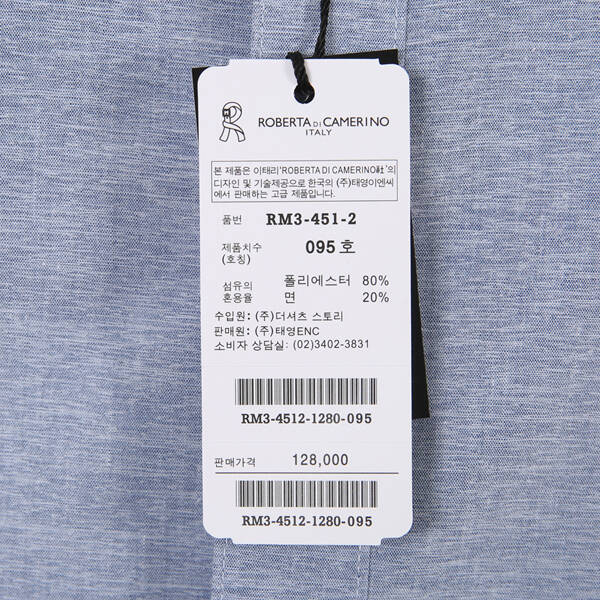 ROBERTA DI CAMERINO
ITALY
본 제품은 이태리'ROBERTA DI CAMERINO社'의
디자인 및 기술제공으로 한국의 (주)태영이엔씨
에서 판매하는 고급 제품입니다.
품번 RM3-451-2
제품치수 095 호
(호칭)
섬유의 폴리에스터 80%
혼용율 면 20%
수입원: (주)더셔츠 스토리
판매원: (주)태영ENC
소비자 상담실: (02)3402-3831
RM3-4512-1280-095
판매가격 128,000
RM3-4512-1280-095